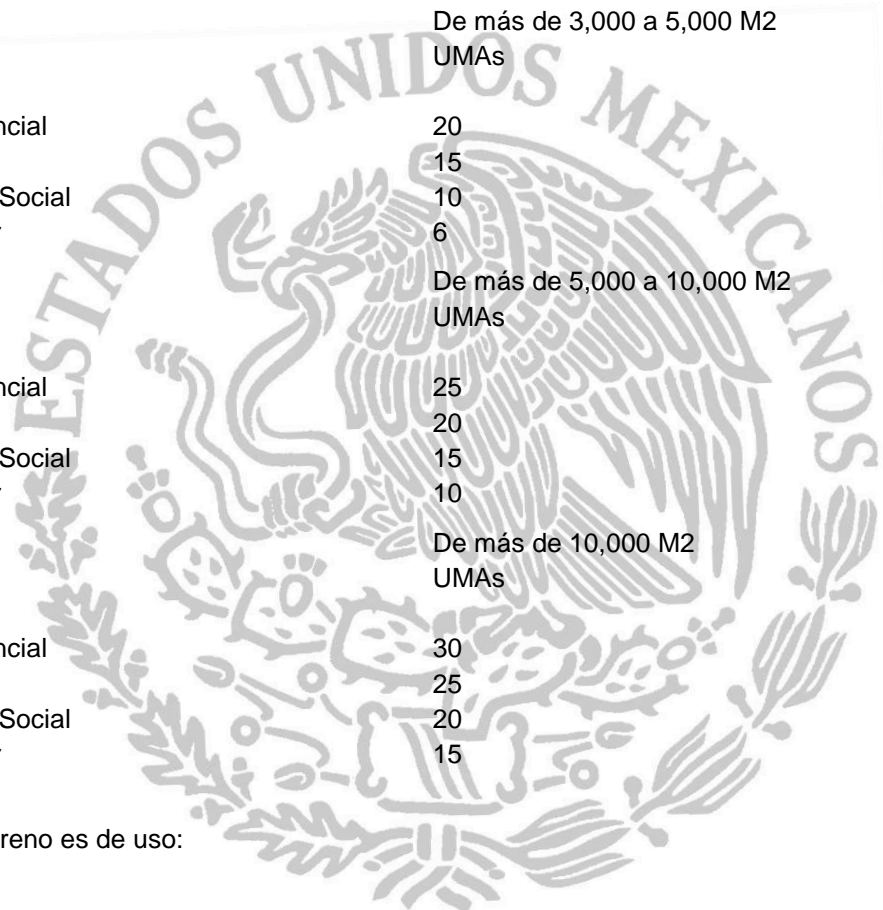 De más de 3,000 a 5,000 M2
UMAs
ncial 20
15
Social 10
6
De más de 5,000 a 10,000 M2
UMAs
ncial 25
20
Social 15
10
De más de 10,000 M2
UMAs
ncial 30
25
Social 20
15
reno es de uso:
ESTADOS UNIDOS MEXICANOS